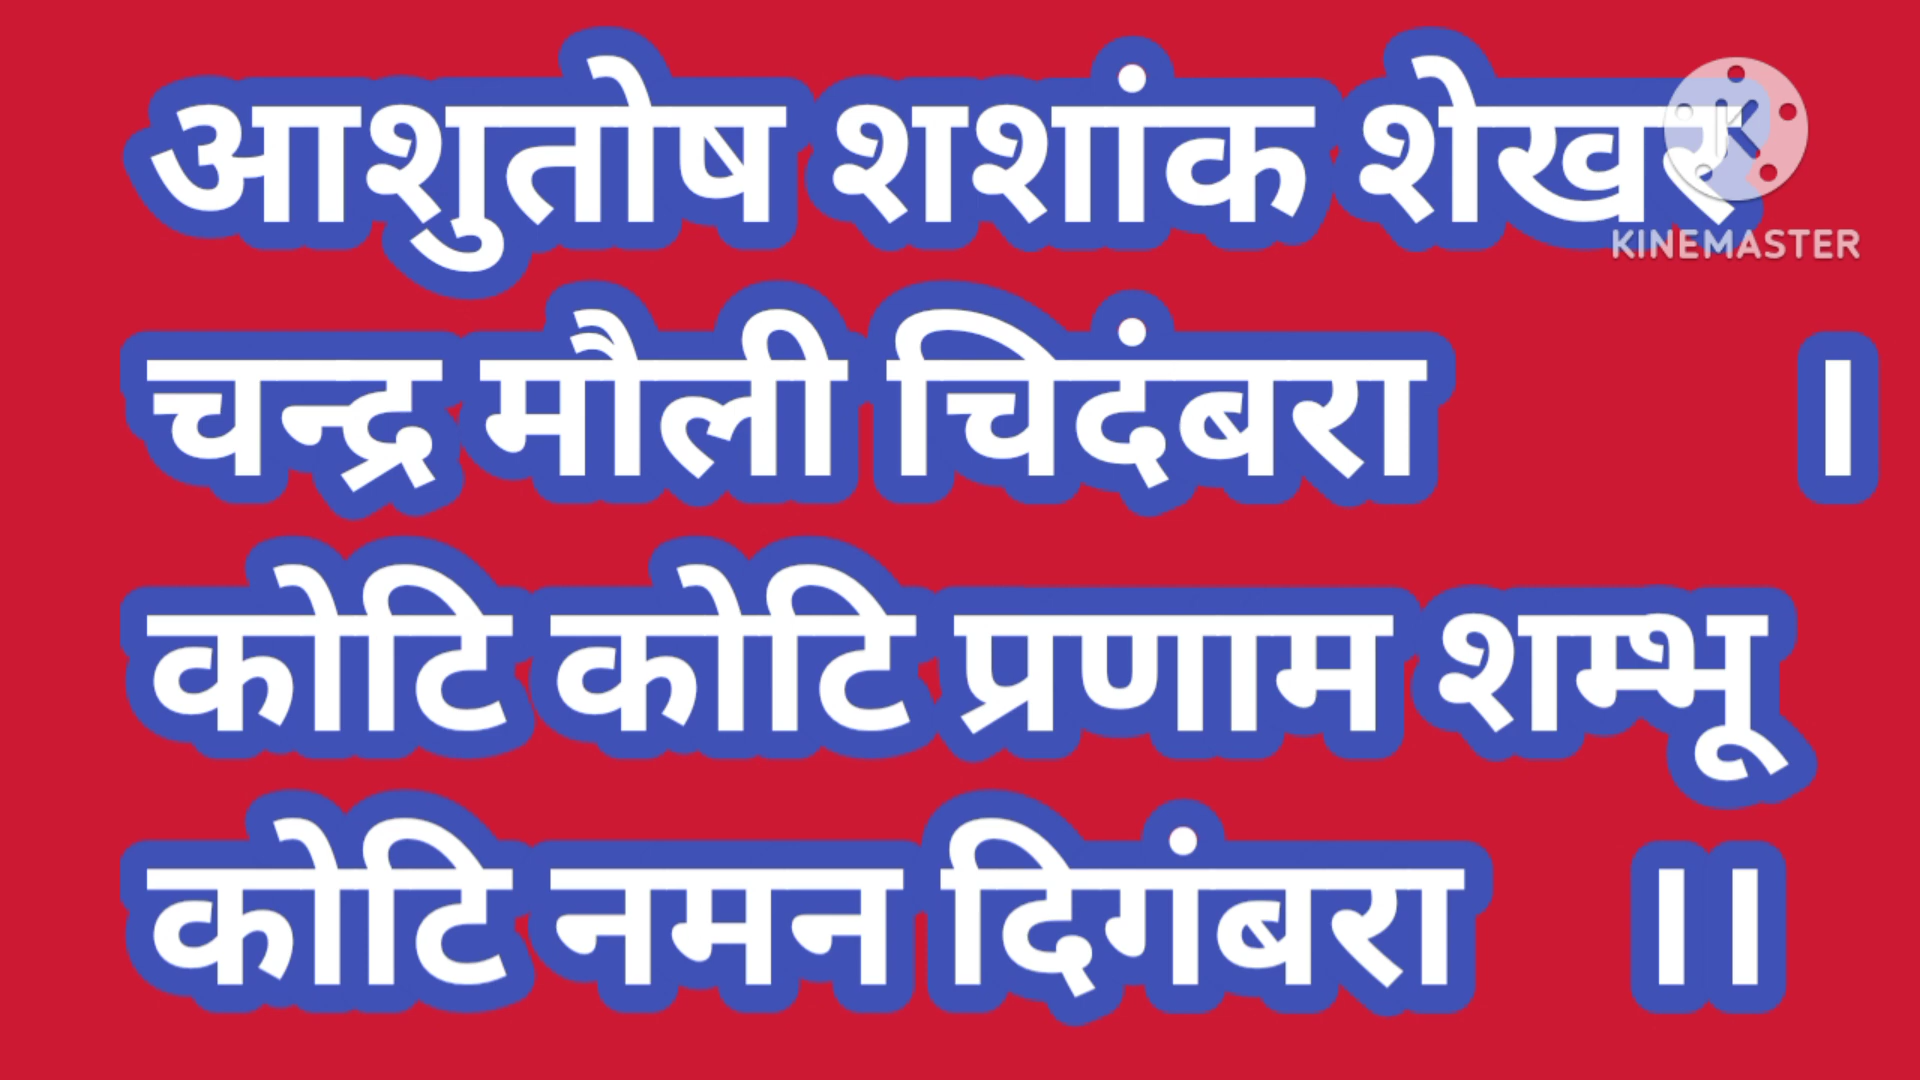 आशुतोष शशांक शेखर
KINEMASTER
चन्द्र मौली चिदंबरा ।
कोटि कोटि प्रणाम शम्भू
कोटि नमन दिगंबरा ।।